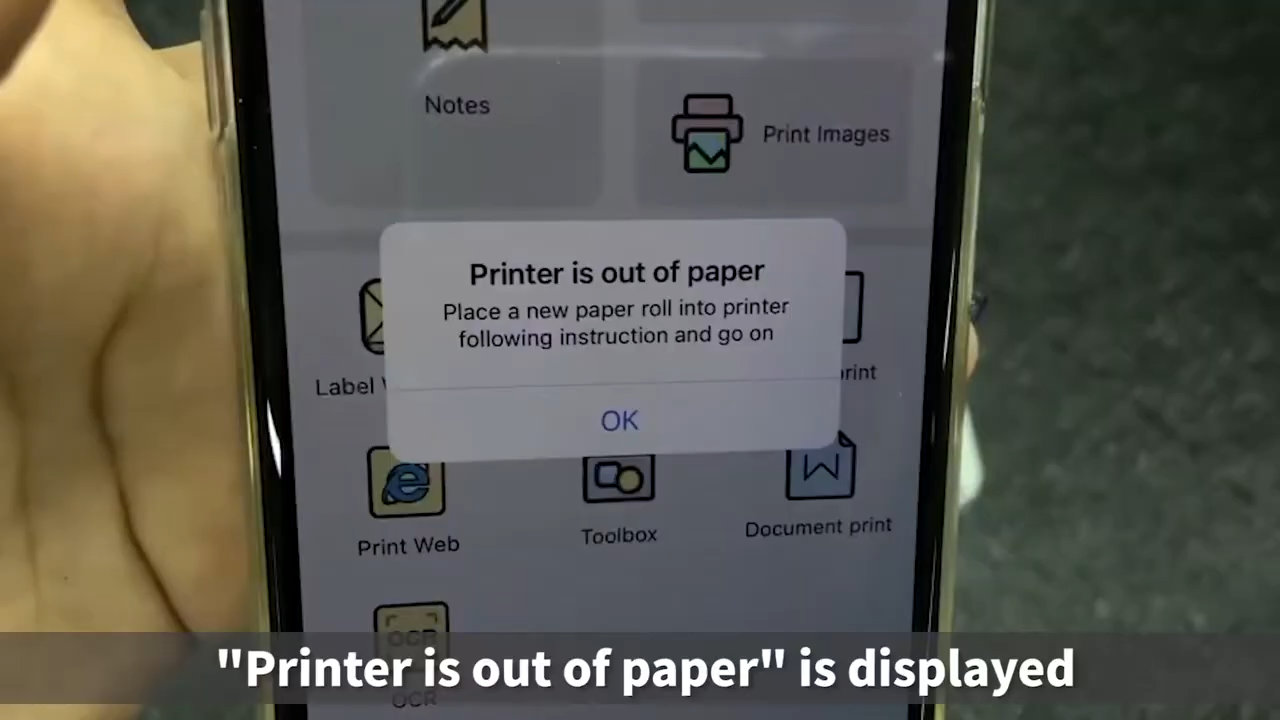 Notes
Print Images
Printer is out of paper
Place a new paper roll into printer
following instruction and go on
Label
OK
Print Web
Toolbox
Document print
OCR
OCR
"Printer is out of paper" is displayed